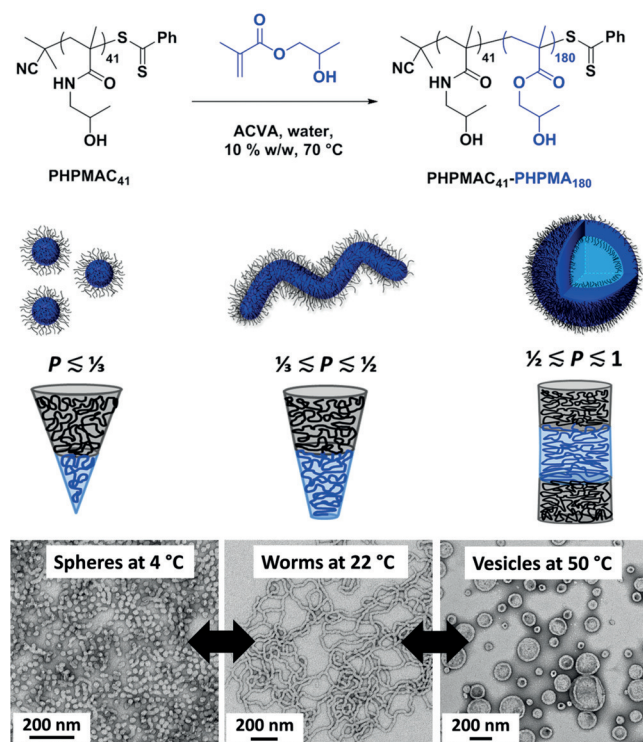 CN
41
S
Ph
S
HN
O
OH
PHPMAC₄₁
O
O
OH
ACVA, water,
10 % w/w, 70 °C
CN
41
180
S
Ph
S
HN
O
OH
O
O
OH
PHPMAC₄₁-PHPMA₁₈₀
P ≲ ⅓
⅓ ≲ P ≲ ½
½ ≲ P ≲ 1
Spheres at 4 °C
Worms at 22 °C
Vesicles at 50 °C
200 nm
200 nm
200 nm